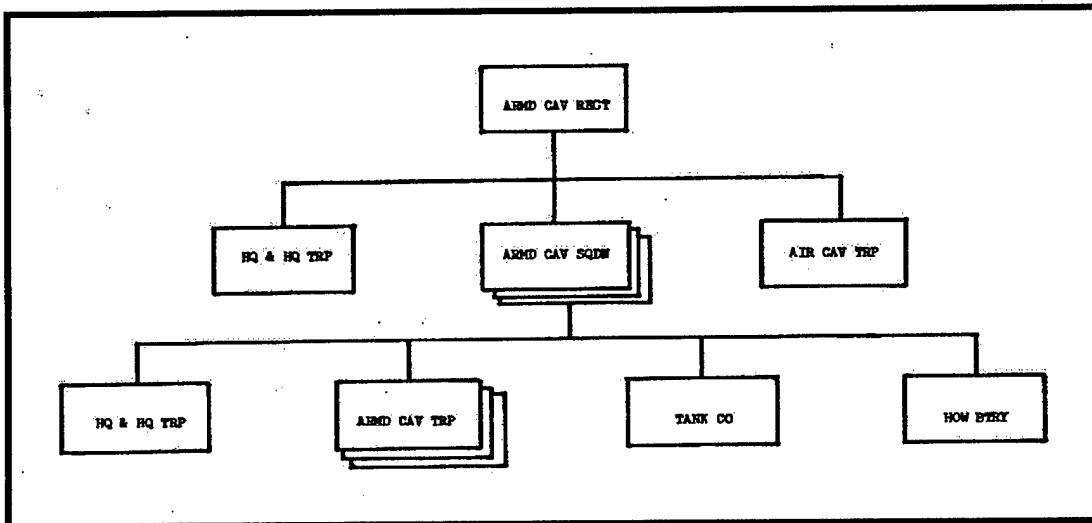 ARMD CAV REGT
HQ & HQ TRP
ARMD CAV SQDN
AIR CAV TRP
HQ & HQ TRP
ARMD CAV TRP
TANK CO
HOW BTRY